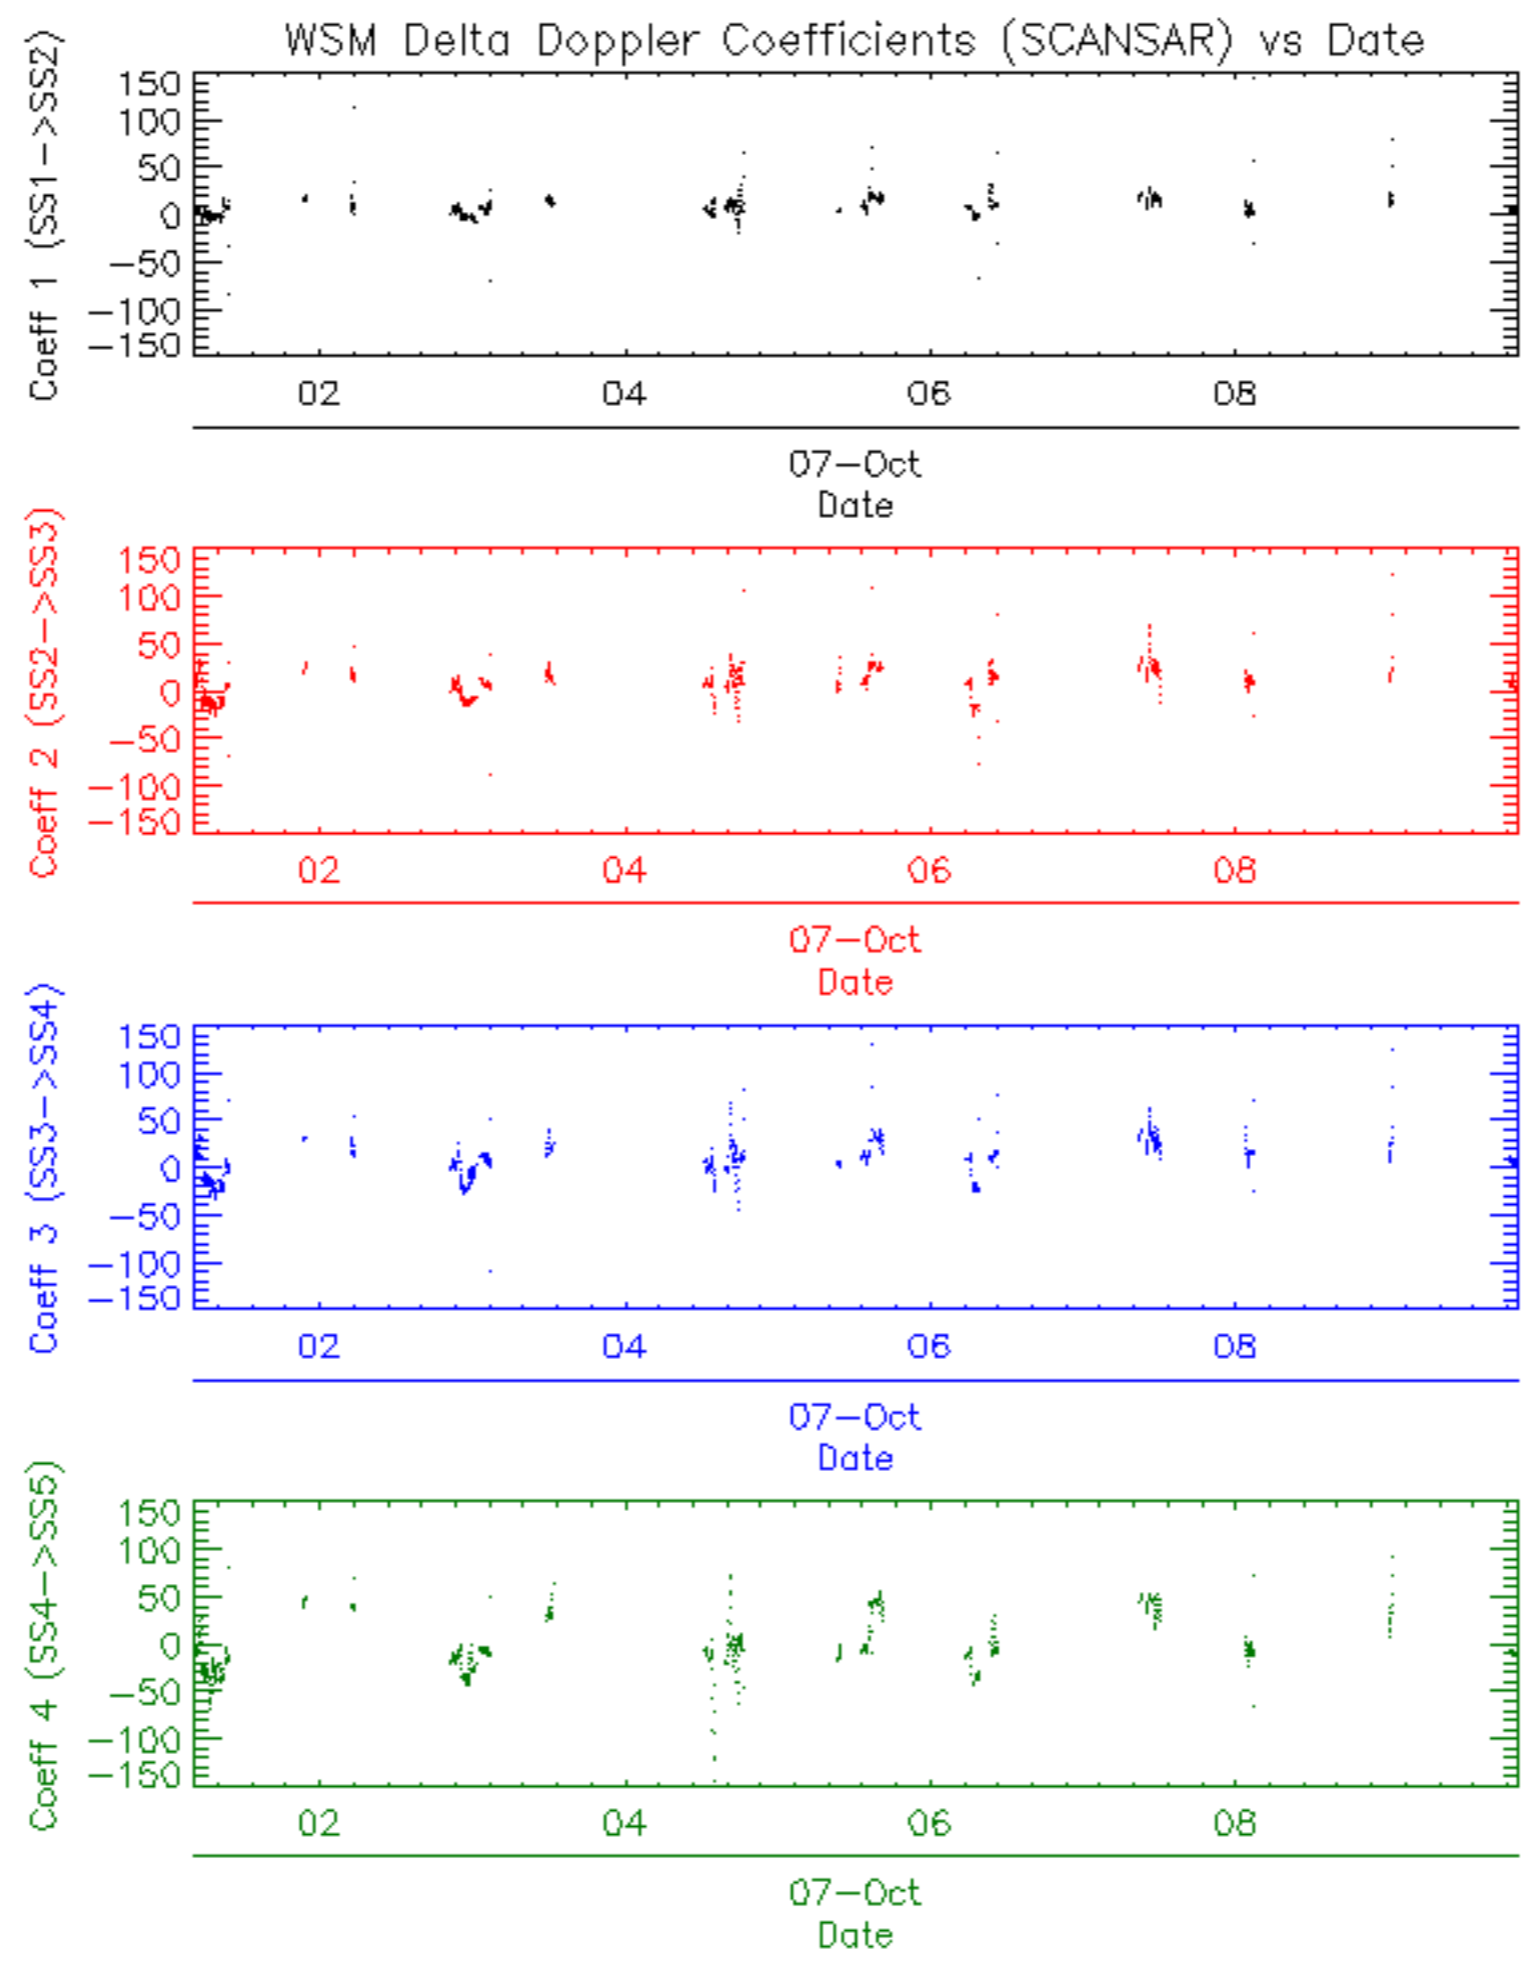 WSM Delta Doppler Coefficients (SCANSAR) vs Date
Coeff 1 (SS1->SS2)
150
100
50
0
-50
-100
-150
02 04 06 08
07-Oct
Date
Coeff 2 (SS2->SS3)
150
100
50
0
-50
-100
-150
02 04 06 08
07-Oct
Date
Coeff 3 (SS3->SS4)
150
100
50
0
-50
-100
-150
02 04 06 08
07-Oct
Date
Coeff 4 (SS4->SS5)
150
100
50
0
-50
-100
-150
02 04 06 08
07-Oct
Date